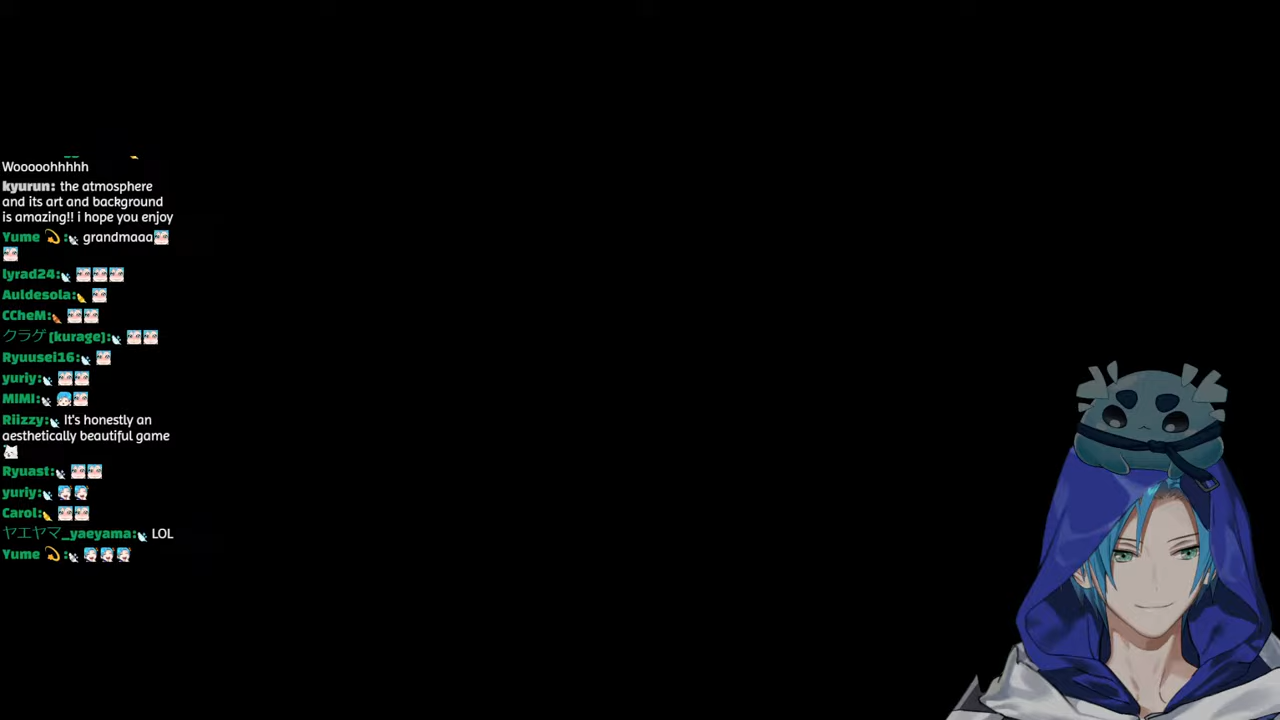 Wooooohhhhh
kyurun: the atmosphere
and its art and background
is amazing!! i hope you enjoy
Yume : grandmaaa
lyrad24:
Auldesola:
CCheM:
クラゲ(kurage):
Ryuusei16:
yuriy:
MIMI:
Riizzy: It's honestly an
aesthetically beautiful game
Ryuast:
yuriy:
Carol:
ヤエヤマ_yaeyama: LOL
Yume :